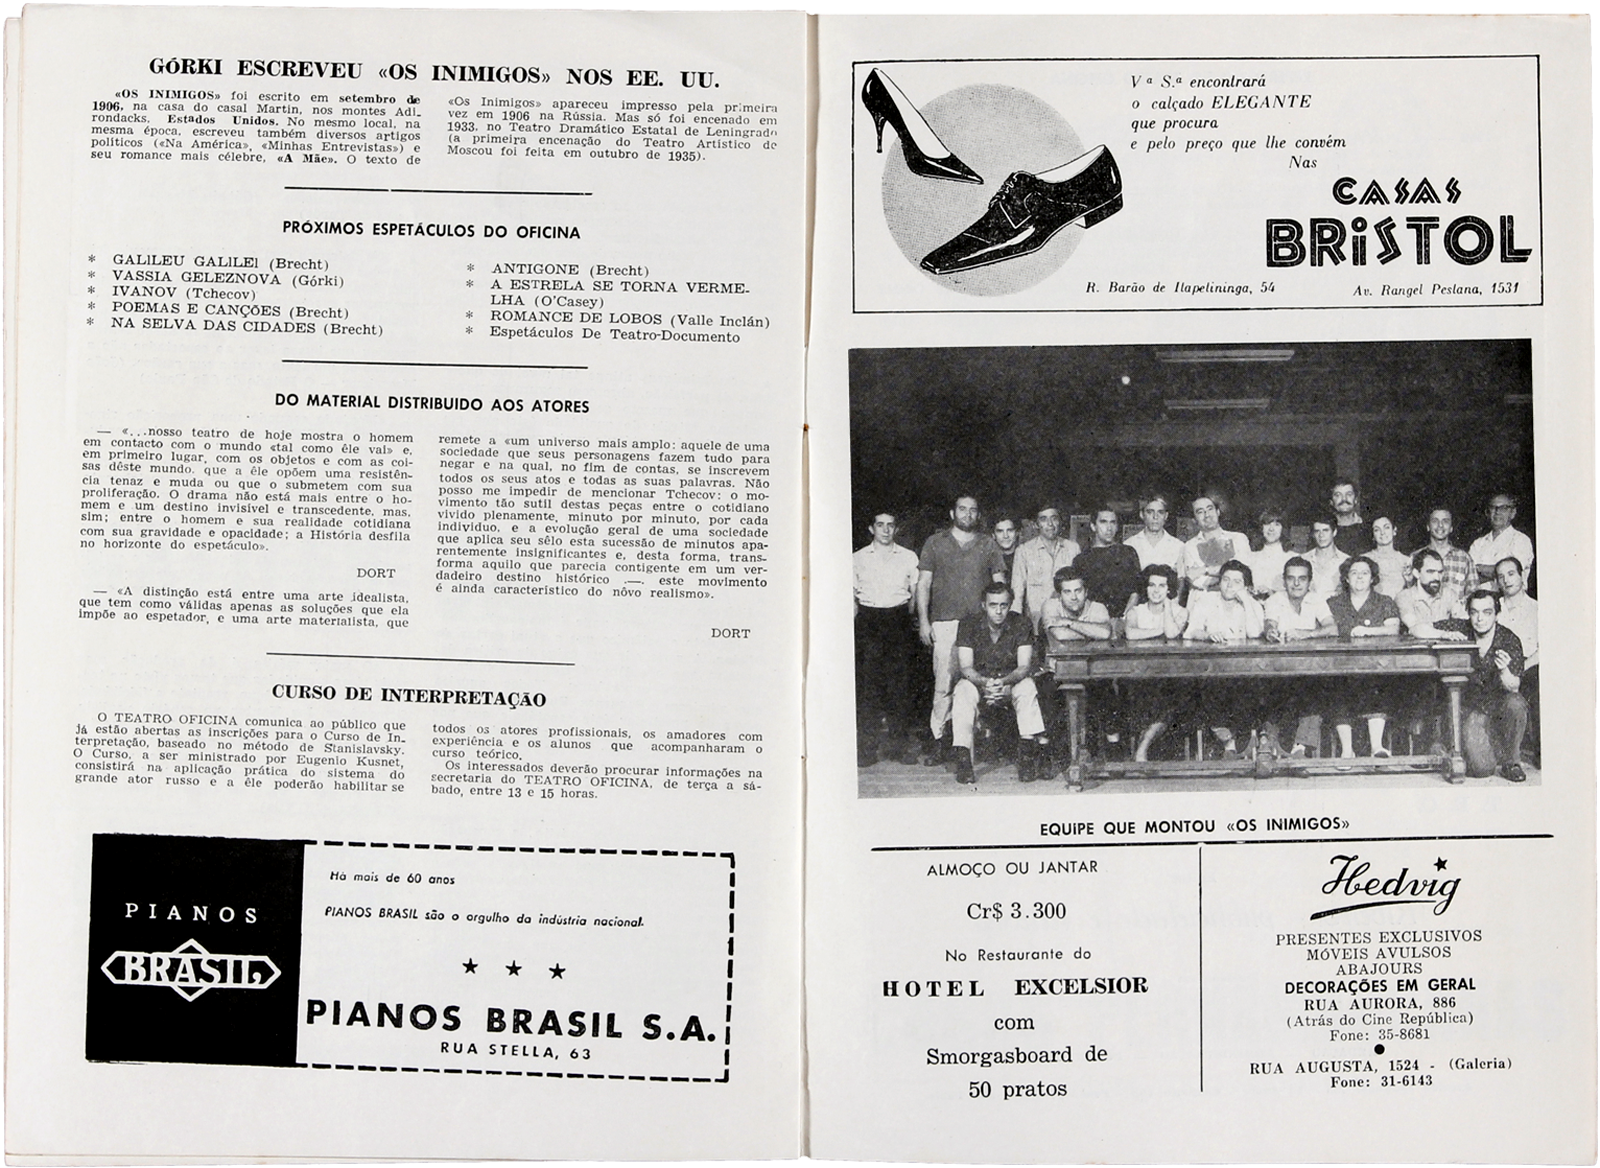 GÓRKI ESCREVEU «OS INIMIGOS» NOS EE. UU.
«OS INIMIGOS» foi escrito em setembro de
1906, na casa do casal Martin, nos montes Adi_
rondacks, Estados Unidos. No mesmo local, na
mesma época, escreveu também diversos artigos
políticos («Na América», «Minhas Entrevistas») e
seu romance mais célebre, «A Mãe». O texto de
«Os Inimigos» apareceu impresso pela primeira
vez em 1906 na Rússia. Mas só foi encenado em
1933, no Teatro Dramático Estatal de Leningrado
(a primeira encenação do Teatro Artístico de
Moscou foi feita em outubro de 1935).
PRÓXIMOS ESPETÁCULOS DO OFICINA
* GALILEU GALILEI (Brecht)
* VASSIA GELEZNOVA (Górki)
* IVANOV (Tchecov)
* POEMAS E CANÇÕES (Brecht)
* NA SELVA DAS CIDADES (Brecht)
* ANTIGONE (Brecht)
* A ESTRELA SE TORNA VERME-
LHA (O'Casey)
* ROMANCE DE LOBOS (Valle Inclán)
* Espetáculos De Teatro-Documento
DO MATERIAL DISTRIBUIDO AOS ATORES
— «...nosso teatro de hoje mostra o homem
em contacto com o mundo «tal como êle vai» e,
em primeiro lugar, com os objetos e com as coi-
sas dêste mundo, que a êle opõem uma resistên-
cia tenaz e muda ou que o submetem com sua
proliferação. O drama não está mais entre o ho-
mem e um destino invisível e transcedente, mas,
sim; entre o homem e sua realidade cotidiana
com sua gravidade e opacidade; a História desfila
no horizonte do espetáculo».
DORT
— «A distinção está entre uma arte idealista,
que tem como válidas apenas as soluções que ela
impõe ao espetador, e uma arte materialista, que
remete a «um universo mais amplo: aquele de uma
sociedade que seus personagens fazem tudo para
negar e na qual, no fim de contas, se inscrevem
todos os seus atos e todas as suas palavras. Não
posso me impedir de mencionar Tchecov: o mo-
vimento tão sutil destas peças entre o cotidiano
vivido plenamente, minuto por minuto, por cada
individuo, e a evolução geral de uma sociedade
que aplica seu sêlo esta sucessão de minutos apa-
rentemente insignificantes e, desta forma, trans-
forma aquilo que parecia contigente em um ver-
dadeiro destino histórico .—. este movimento
é ainda caracteristico do nôvo realismo».
DORT
CURSO DE INTERPRETAÇÃO
O TEATRO OFICINA comunica ao público que
já estão abertas as inscrições para o Curso de In_
terpretação, baseado no método de Stanislavsky.
O Curso, a ser ministrado por Eugenio Kusnet,
consistirá na aplicação prática do sistema do
grande ator russo e a êle poderão habilitar se
todos os atores profissionais, os amadores com
experiência e os alunos que acompanharam o
curso teórico.
Os interessados deverão procurar informações na
secretaria do TEATRO OFICINA, de terça a sá-
bado, entre 13 e 15 horas.
PIANOS
BRASIL
Há mais de 60 anos
PIANOS BRASIL são o orgulho da indústria nacional.
★ ★ ★
PIANOS BRASIL S.A.
RUA STELLA, 63
Vª S.ª encontrará
o calçado ELEGANTE
que procura
e pelo preço que lhe convém
Nas
CASAS
BRiSTOL
R. Barão de Itapetininga, 54
Av. Rangel Pestana, 1531
EQUIPE QUE MONTOU «OS INIMIGOS»
ALMOÇO OU JANTAR
Cr$ 3.300
No Restaurante do
HOTEL EXCELSIOR
com
Smorgasboard de
50 pratos
Hedvig
PRESENTES EXCLUSIVOS
MÓVEIS AVULSOS
ABAJOURS
DECORAÇÕES EM GERAL
RUA AURORA, 886
(Atrás do Cine República)
Fone: 35-8681
●
RUA AUGUSTA, 1524 - (Galeria)
Fone: 31-6143